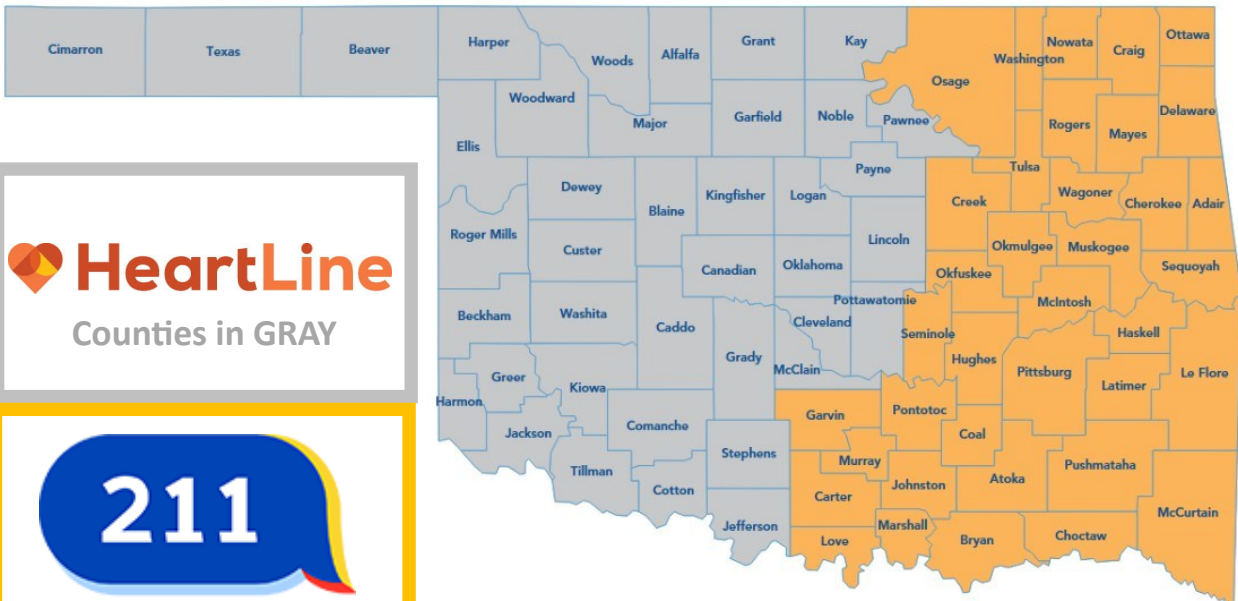 Cimarron
Texas
Beaver
Harper
Woods
Alfalfa
Grant
Kay
Osage
Washington
Nowata
Craig
Ottawa
Woodward
Ellis
Major
Garfield
Noble
Pawnee
Rogers
Mayes
Delaware
Dewey
Blaine
Kingfisher
Logan
Payne
Creek
Tulsa
Wagoner
Cherokee
Adair
Roger Mills
Custer
Canadian
Oklahoma
Lincoln
Okmulgee
Muskogee
Okfuskee
Sequoyah
Beckham
Washita
Caddo
Cleveland
Pottawatomie
Seminole
McIntosh
Haskell
Grady
McClain
Hughes
Pittsburg
Latimer
Le Flore
Harmon
Greer
Kiowa
Jackson
Comanche
Tillman
Cotton
Stephens
Jefferson
Garvin
Pontotoc
Coal
Murray
Johnston
Atoka
Pushmataha
Carter
Love
Marshall
Bryan
Choctaw
McCurtain
HeartLine
Counties in GRAY
211